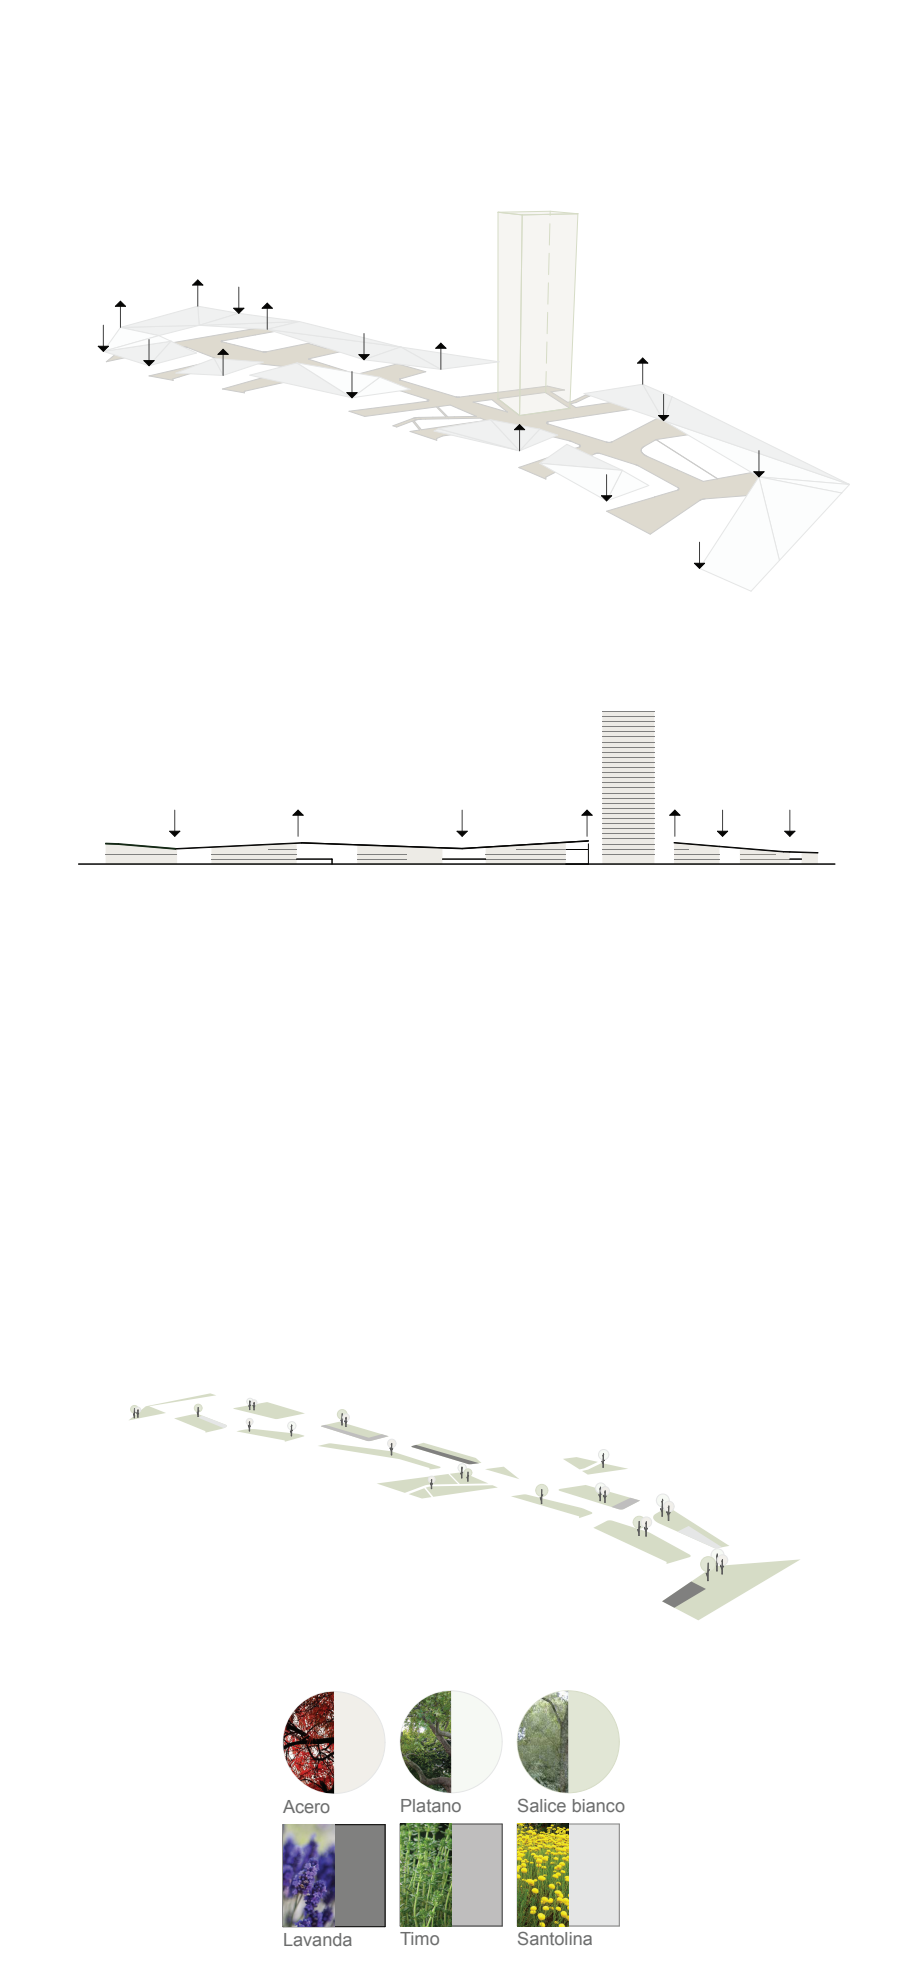 Acero
Platano
Salice bianco
Lavanda
Timo
Santolina